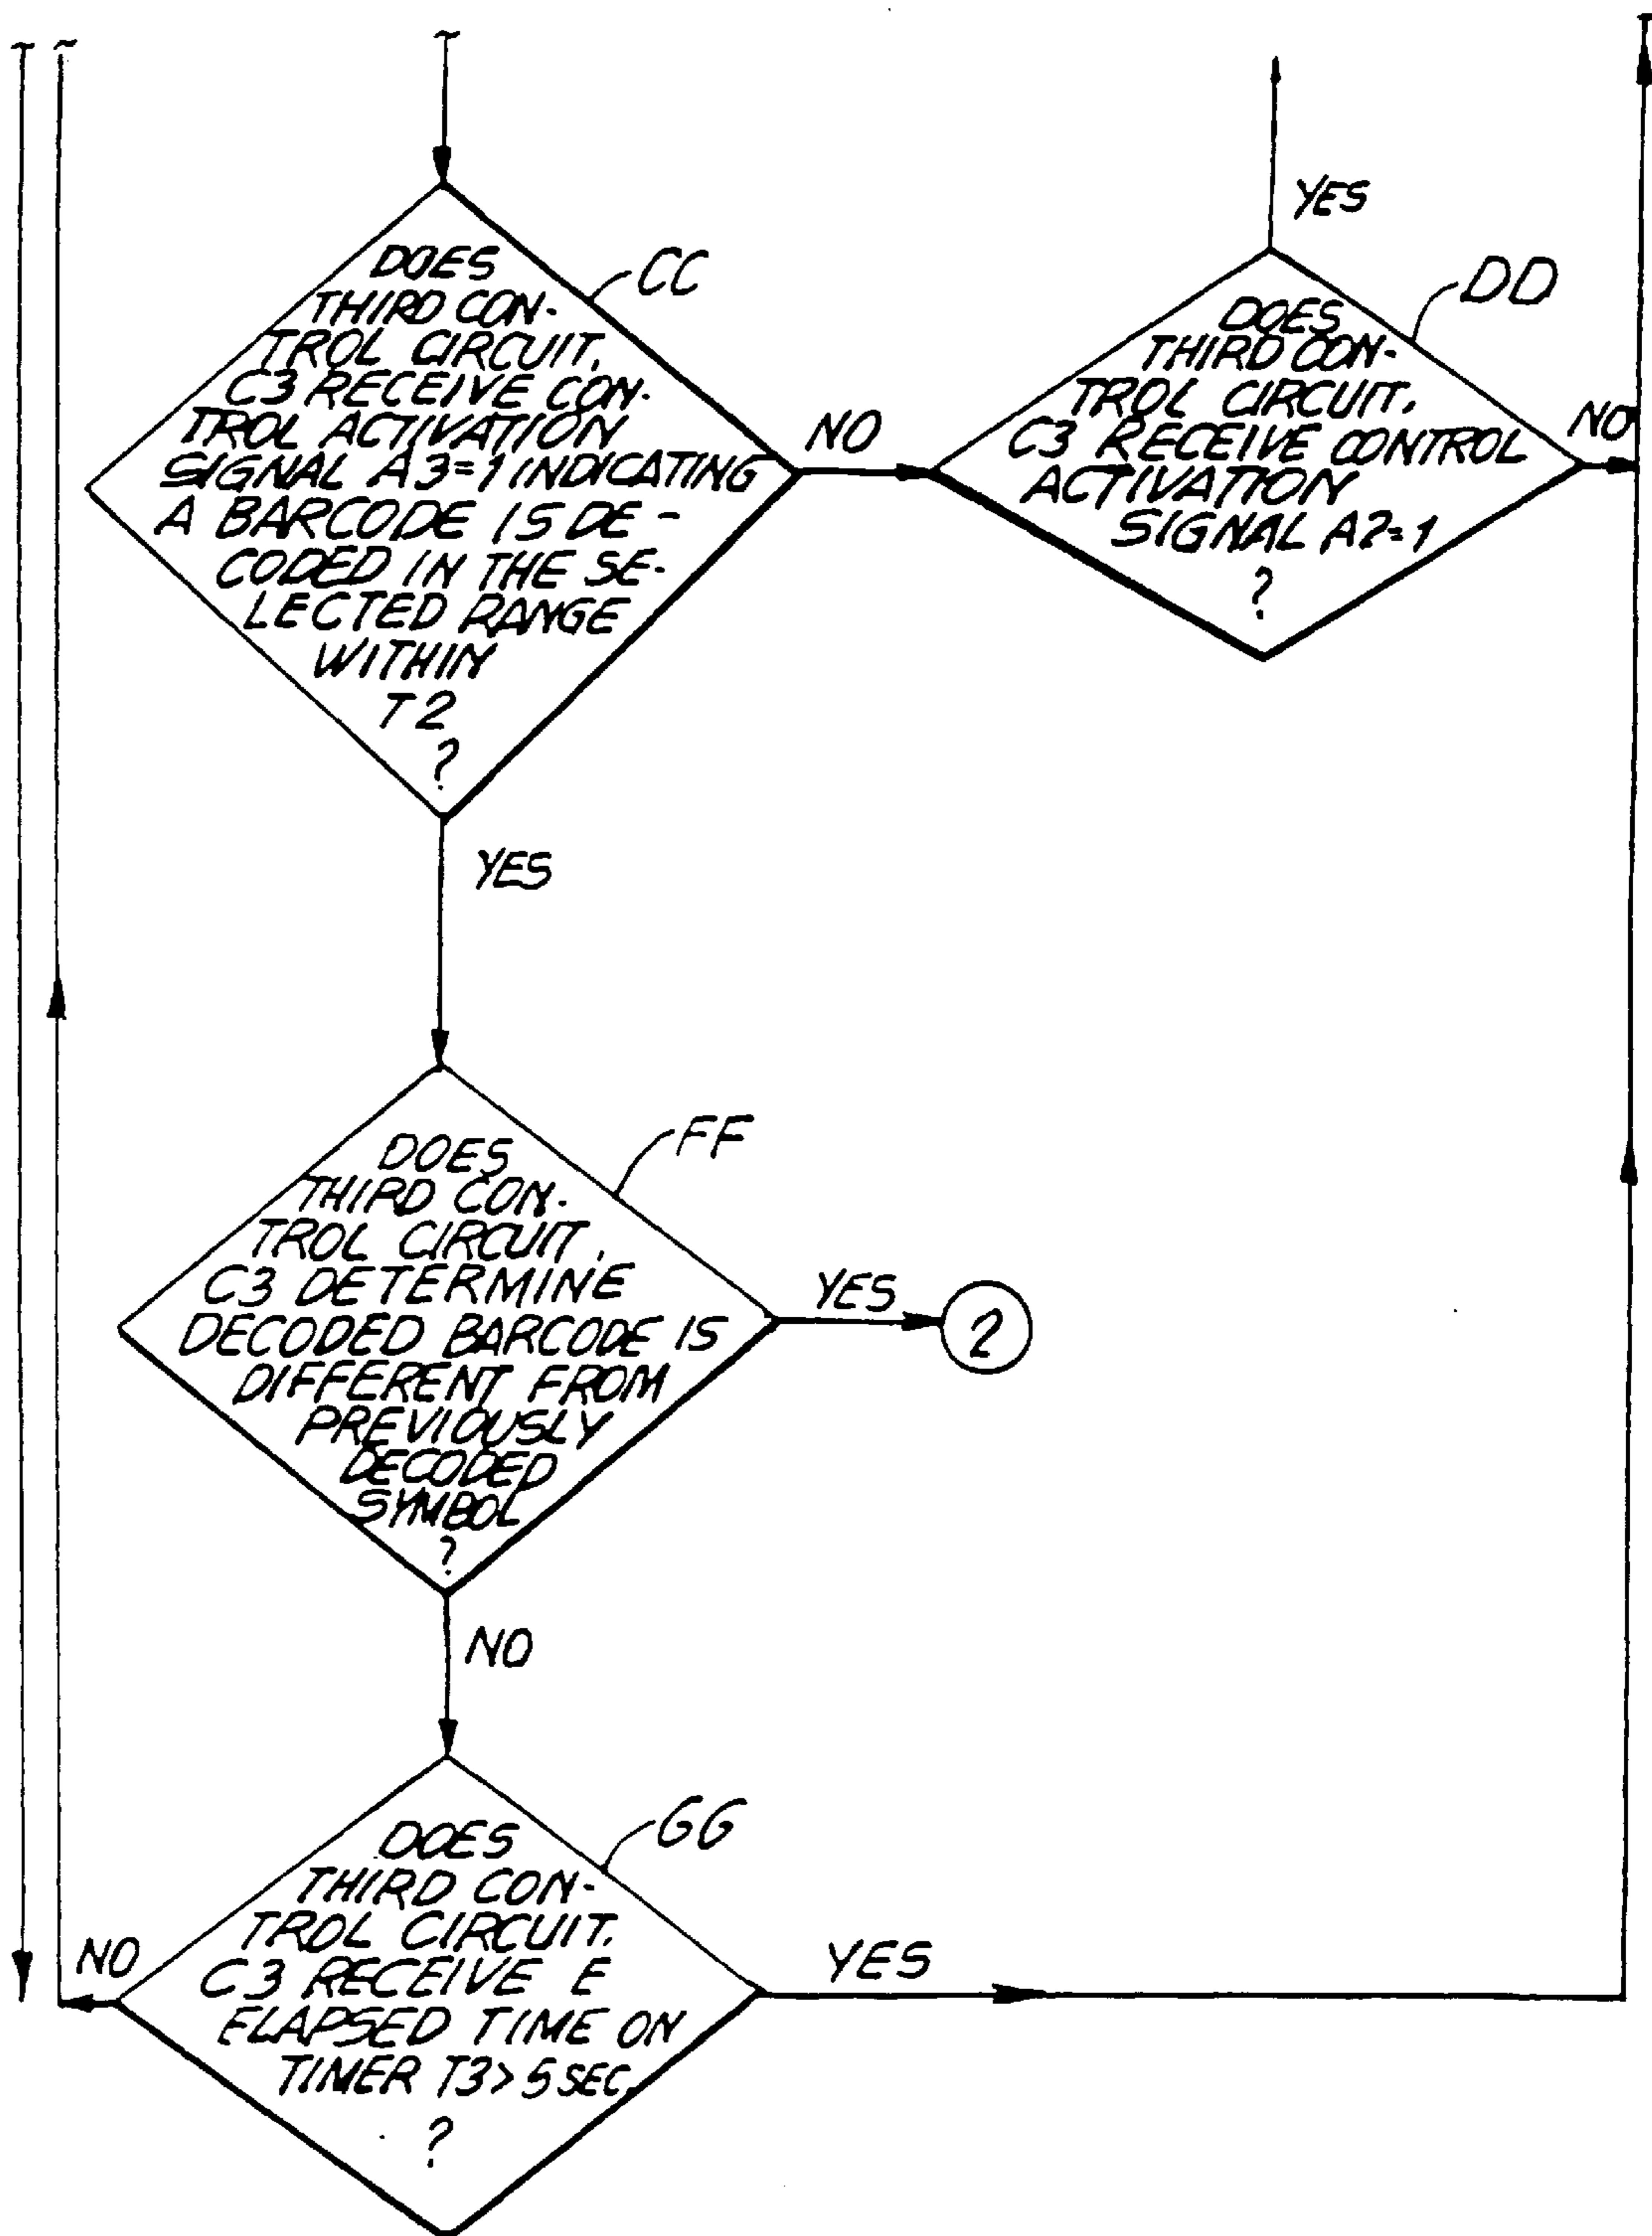 DOES
THIRD CON-
TROL CIRCUIT,
C3 RECEIVE CON-
TROL ACTIVATION
SIGNAL A3=1 INDICATING
A BARCODE IS DE-
CODED IN THE SE-
LECTED RANGE
WITHIN
T2
?
CC
NO
YES
DOES
THIRD CON-
TROL CIRCUIT,
C3 RECEIVE CONTROL
ACTIVATION
SIGNAL A2=1
?
DD
YES
NO
DOES
THIRD CON-
TROL CIRCUIT,
C3 DETERMINE
DECODED BARCODE IS
DIFFERENT FROM
PREVIOUSLY
DECODED
SYMBOL
?
FF
YES
2
NO
DOES
THIRD CON-
TROL CIRCUIT,
C3 RECEIVE E
ELAPSED TIME ON
TIMER T3>5 SEC.
?
GG
NO
YES